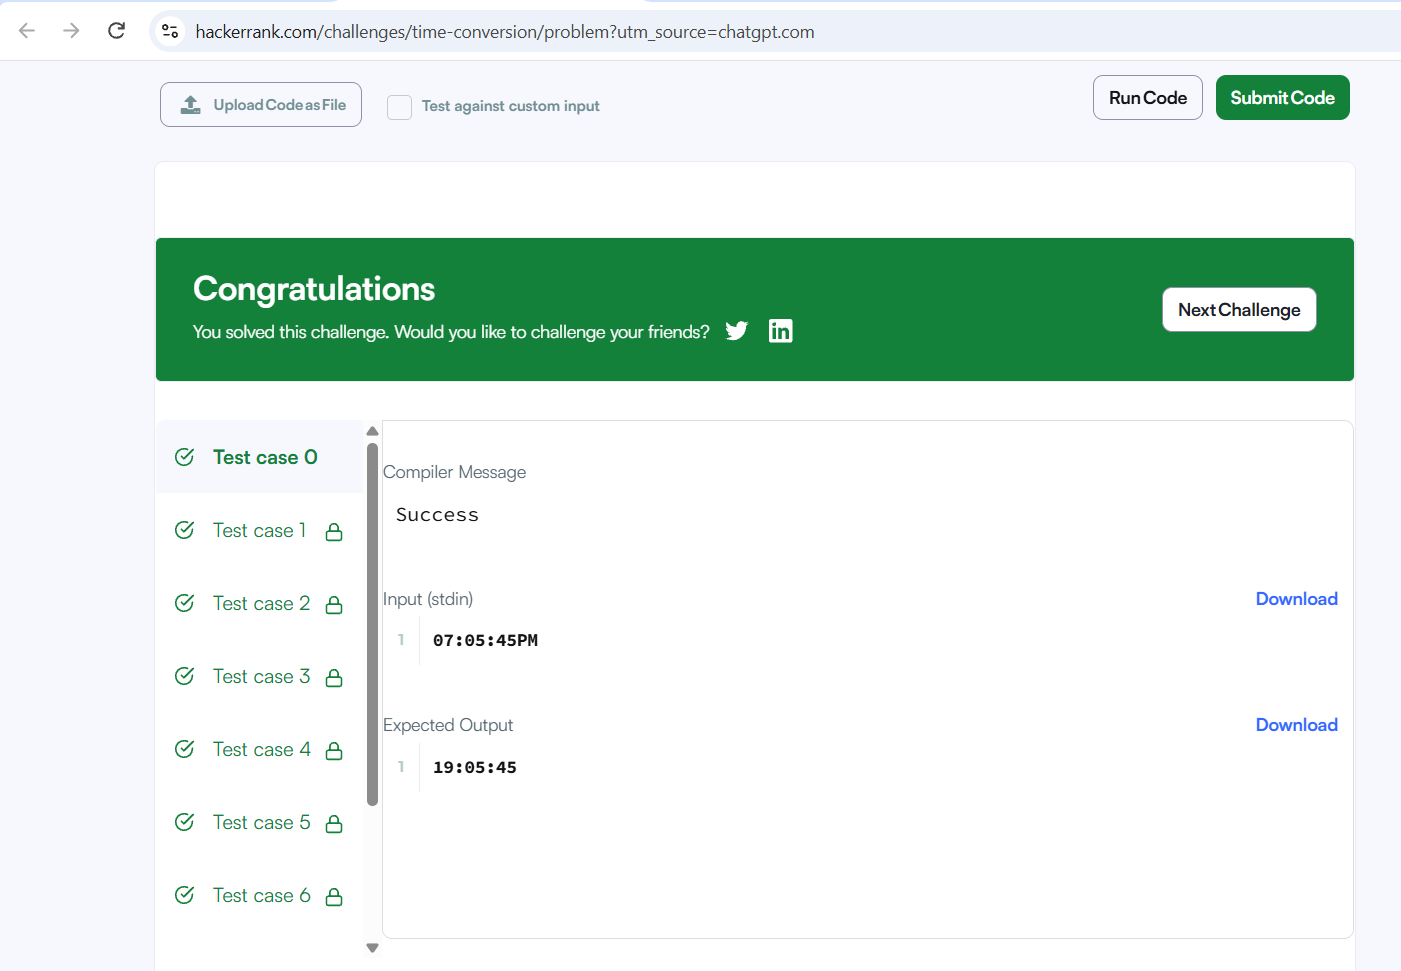 hackerrank.com/challenges/time-conversion/problem?utm_source=chatgpt.com
Upload Code as File
Test against custom input
Run Code
Submit Code
Congratulations
You solved this challenge. Would you like to challenge your friends?
Next Challenge
Test case 0
Test case 1
Test case 2
Test case 3
Test case 4
Test case 5
Test case 6
Compiler Message
Success
Input (stdin)
Download
1 07:05:45PM
Expected Output
Download
1 19:05:45